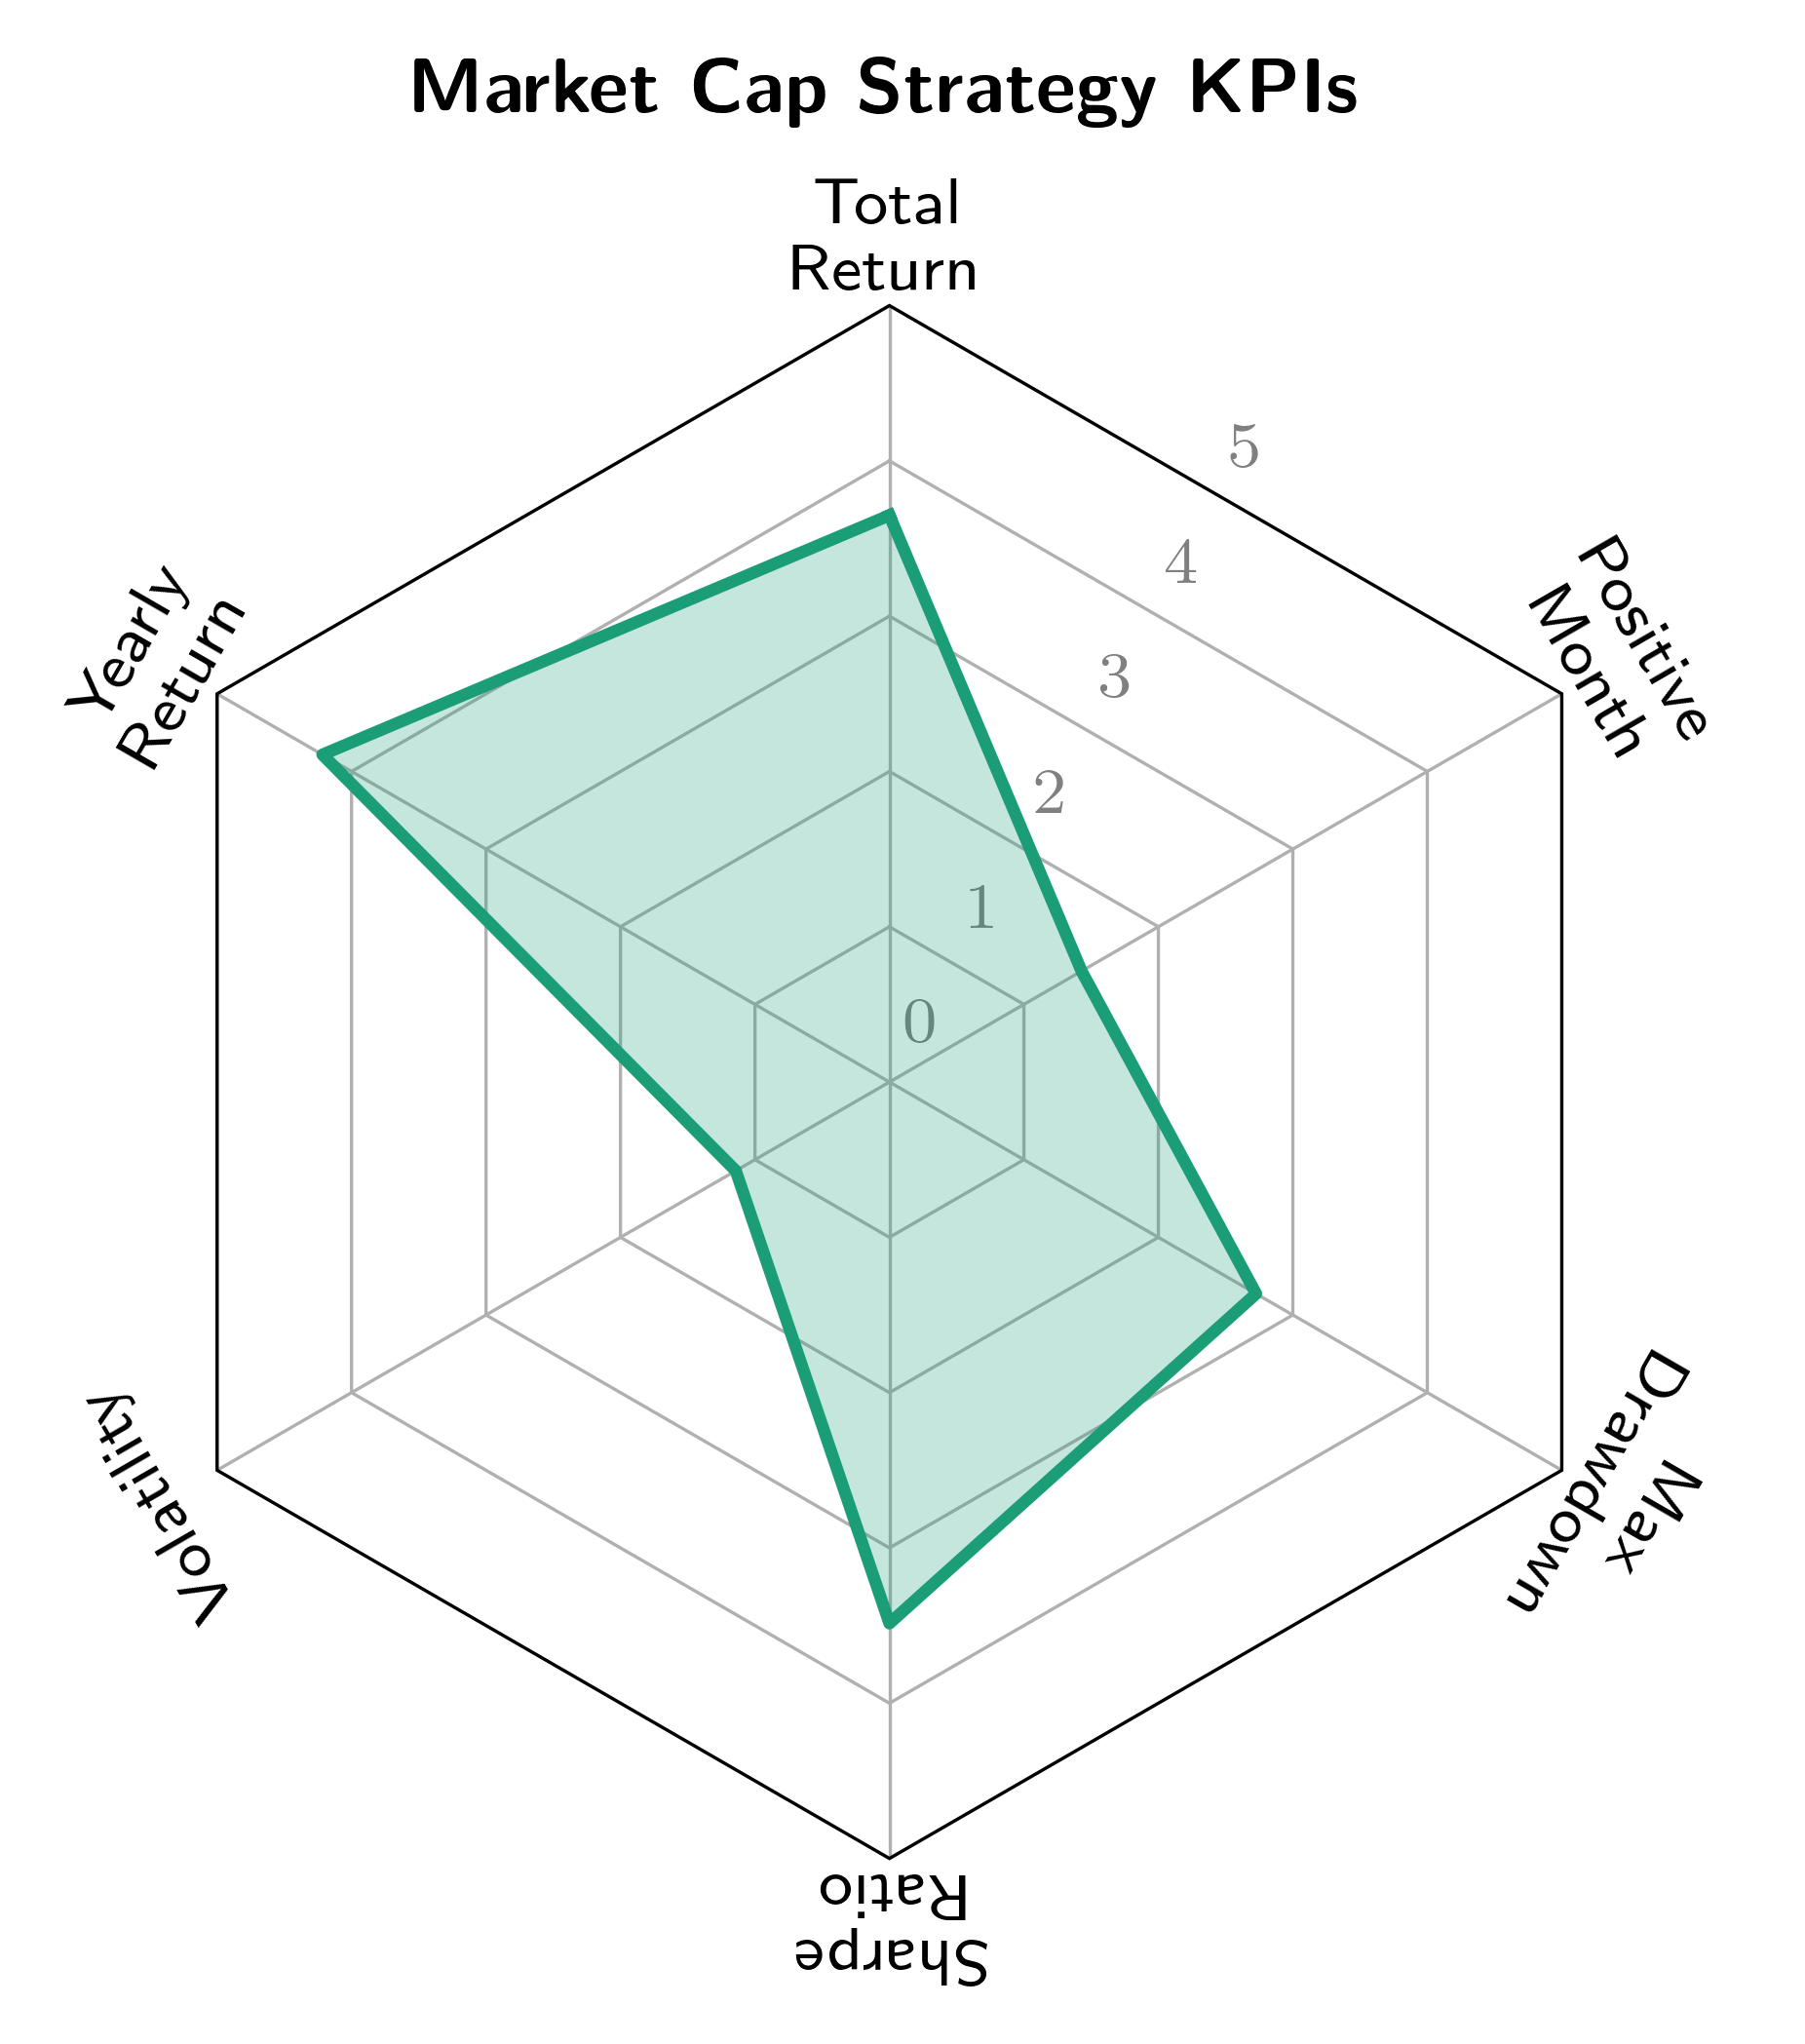 Market Cap Strategy KPIs
Total
Return
5
4
3
2
1
0
Positive
Month
Yearly
Return
Volatility
Max
Drawdown
Sharpe
Ratio